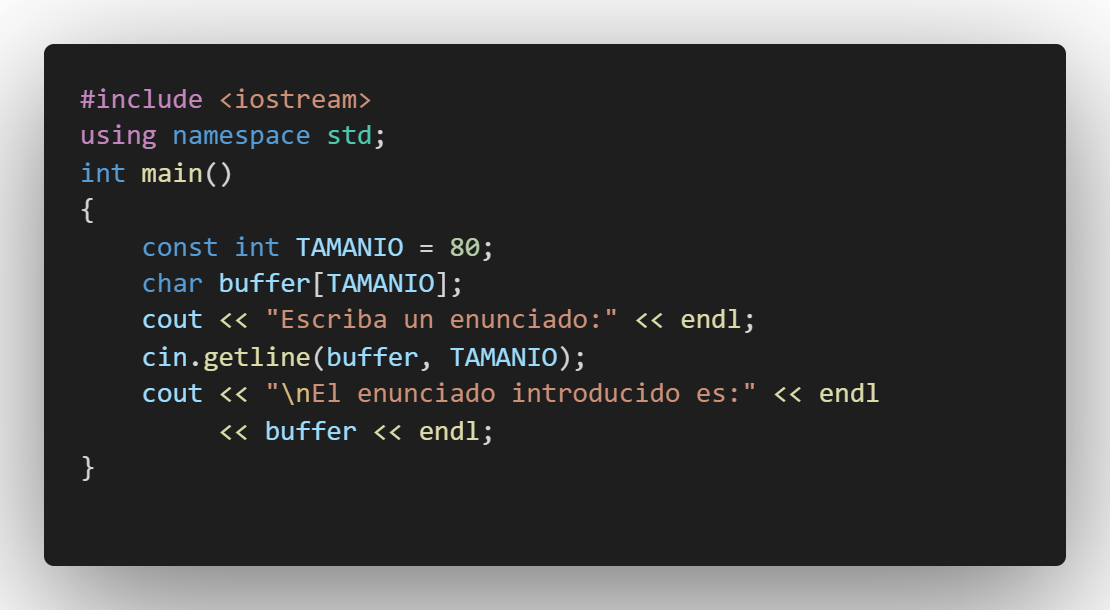 #include <iostream>
using namespace std;
int main()
{
    const int TAMANIO = 80;
    char buffer[TAMANIO];
    cout << "Escriba un enunciado:" << endl;
    cin.getline(buffer, TAMANIO);
    cout << "\nEl enunciado introducido es:" << endl
         << buffer << endl;
}